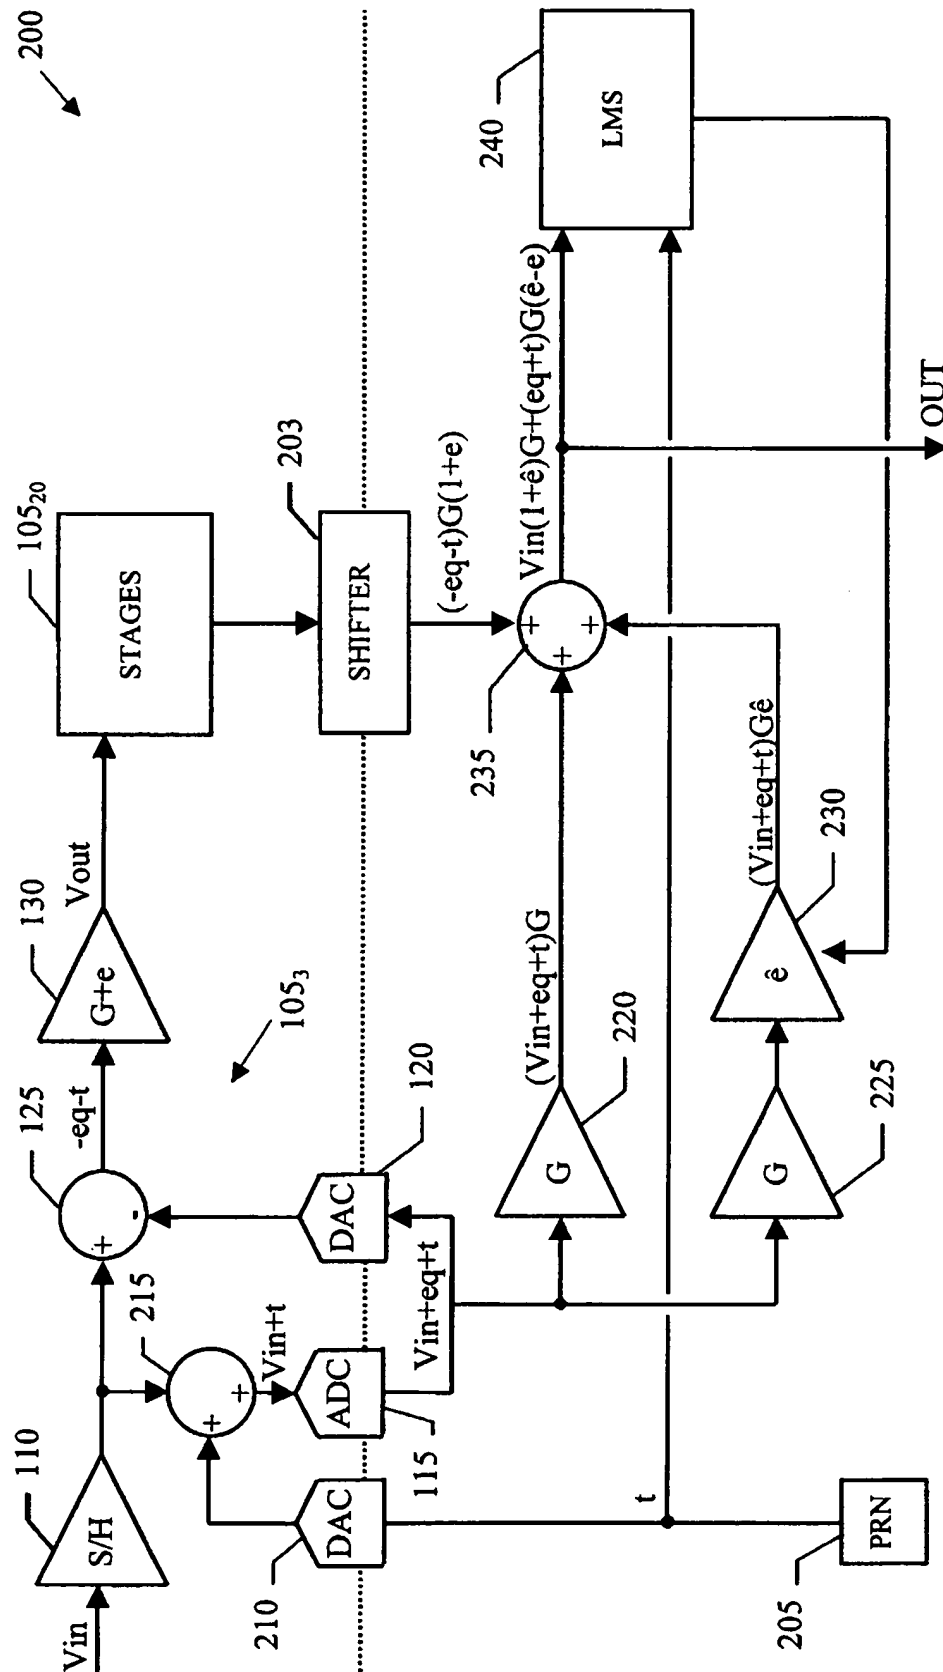 200
Vin
S/H
110
215
Vin+t
125
-eq-t
G+e
130
Vout
STAGES
105₂₀
105₃
DAC
210
ADC
115
DAC
120
Vin+eq+t
SHIFTER
203
(-eq-t)G(1+e)
G
220
(Vin+eq+t)G
235
Vin(1+ê)G+(eq+t)G(ê-e)
LMS
240
t
G
225
ê
230
(Vin+eq+t)Gê
OUT
PRN
205
+
-
+
+
+
+
+